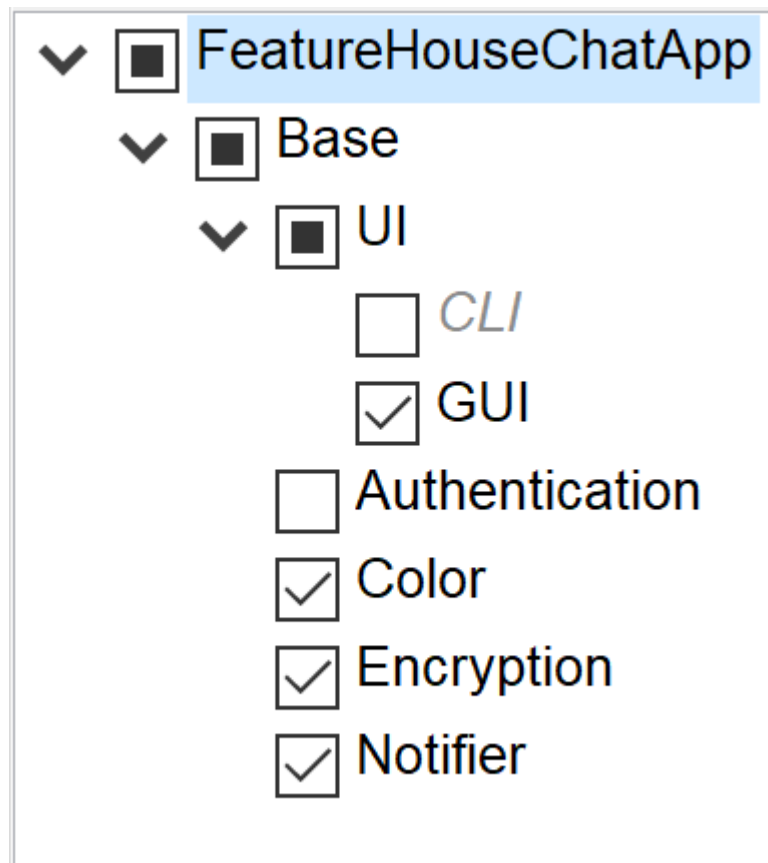 FeatureHouseChatApp
Base
UI
CLI
GUI
Authentication
Color
Encryption
Notifier